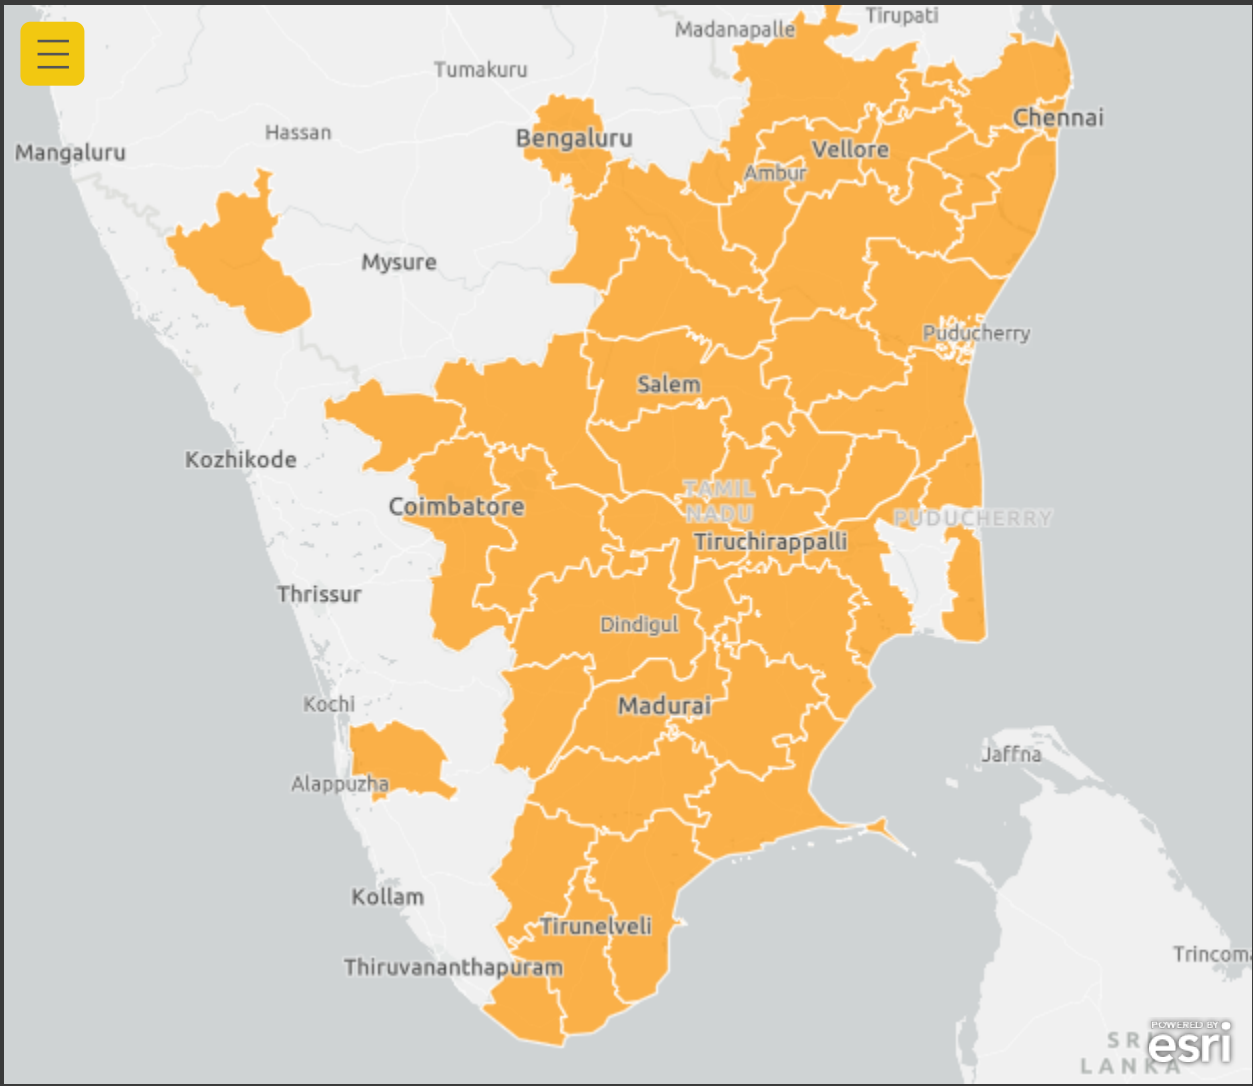 Madanapalle
Tirupati
Tumakuru
Hassan
Bengaluru
Chennai
Mangaluru
Vellore
Ambur
Mysure
Puducherry
Salem
Kozhikode
Coimbatore
TAMIL
NADU
PUDUCHERRY
Tiruchirappalli
Thrissur
Dindigul
Kochi
Madurai
Jaffna
Alappuzha
Kollam
Tirunelveli
Thiruvananthapuram
Trincom
POWERED BY
esri
SRI
LANKA